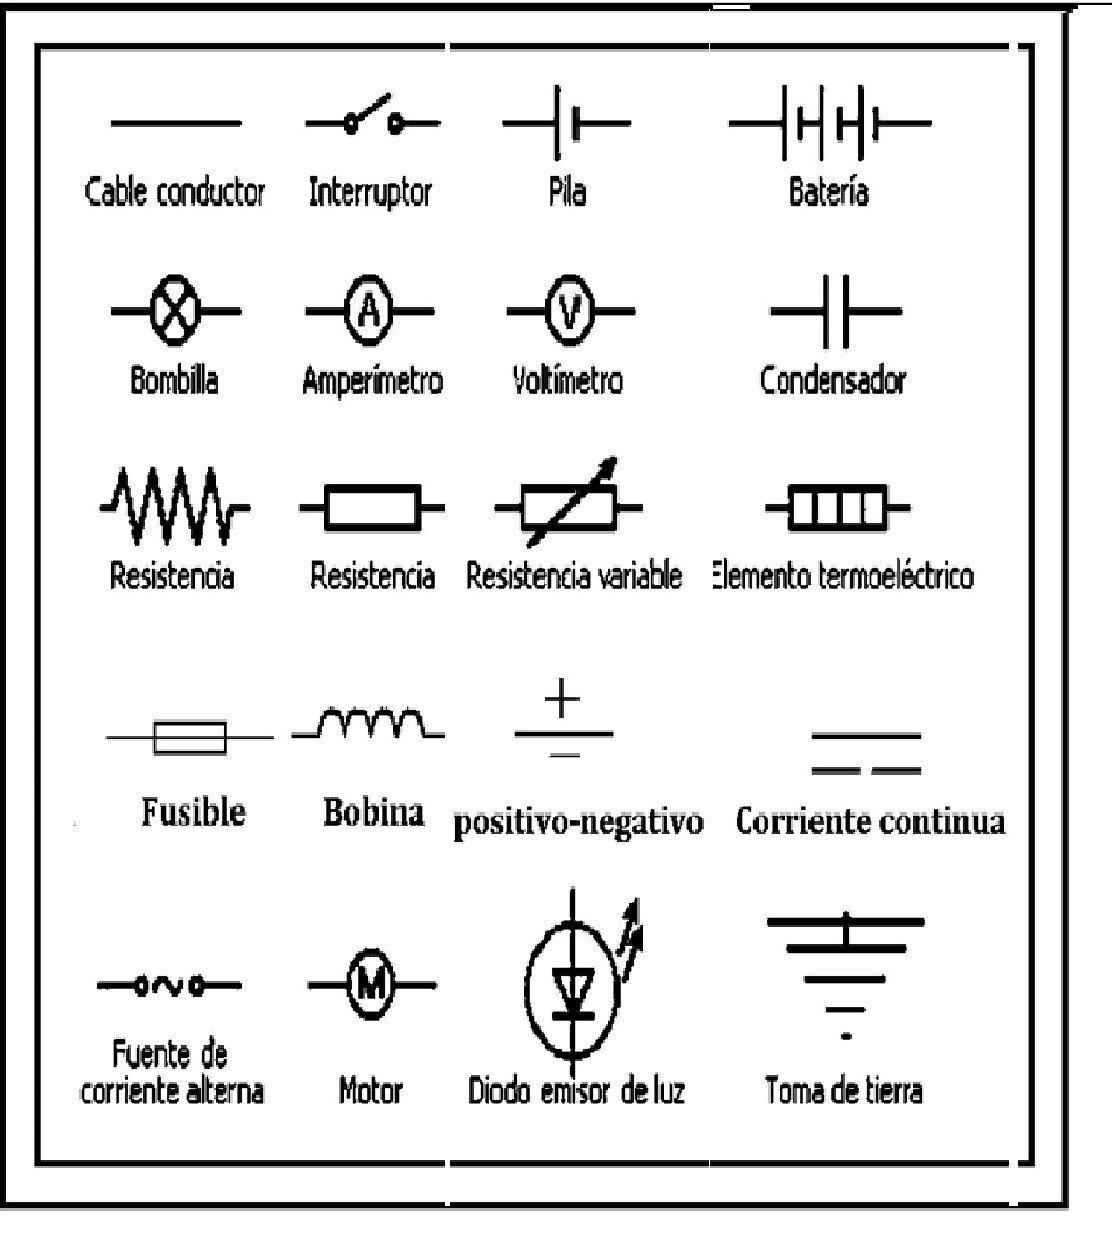 Cable conductor
Interruptor
Pila
Batería
A
V
Bombilla
Amperímetro
Voltímetro
Condensador
Resistencia
Resistencia
Resistencia variable
Elemento termoeléctrico
+
−
Fusible
Bobina
positivo-negativo
Corriente continua
M
Fuente de
corriente alterna
Motor
Diodo emisor de luz
Toma de tierra